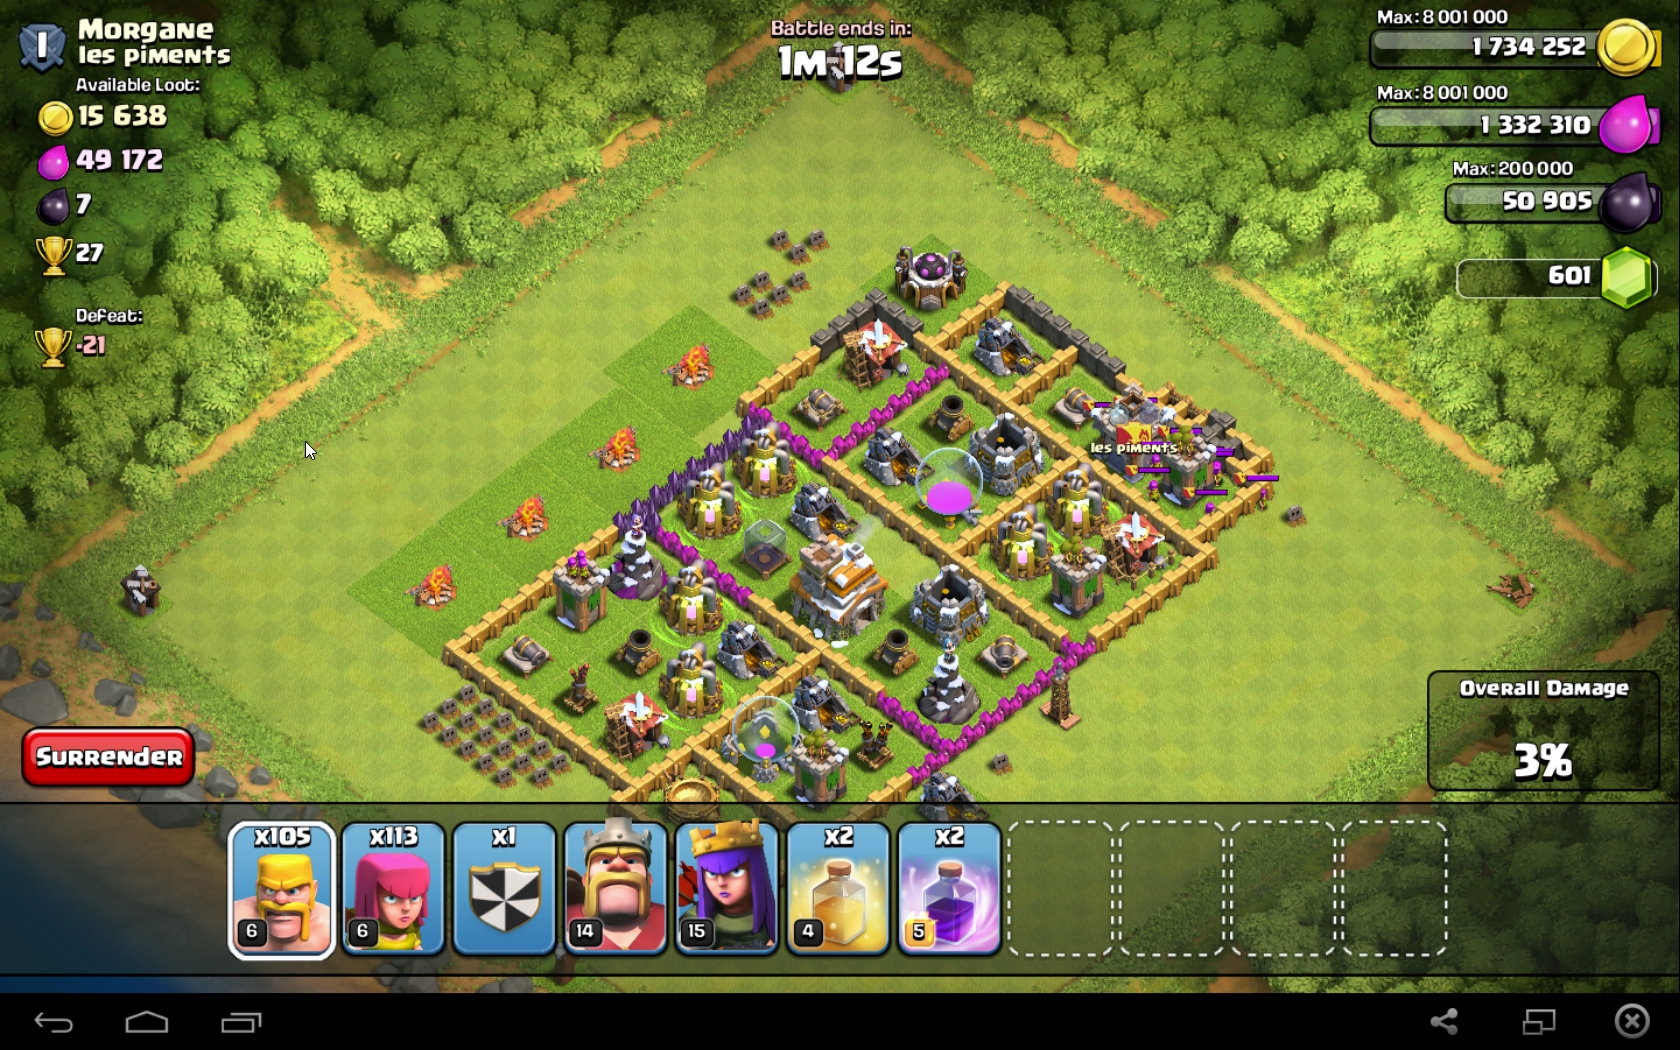 Morgane
les piments
Available Loot:
15 638
49 172
7
27
Defeat:
-21
Battle ends in:
1m 12s
Max: 8 001 000
1 734 252
Max: 8 001 000
1 332 310
Max: 200 000
50 905
601
les piments
Surrender
Overall Damage
3%
x105
x113
x1
x2
x2
6
6
14
15
4
5